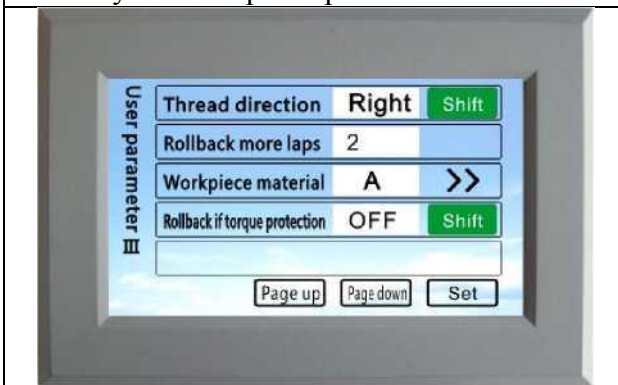 User parameter III
Thread direction Right Shift
Rollback more laps 2
Workpiece material A >>
Rollback if torque protection OFF Shift
Page up Page down Set